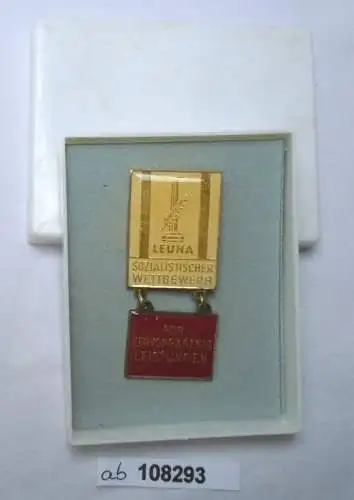 LEUNA
SOZIALISTISCHER
WETTBEWERB
FÜR
HERVORRAGENDE
LEISTUNGEN
ab 108293